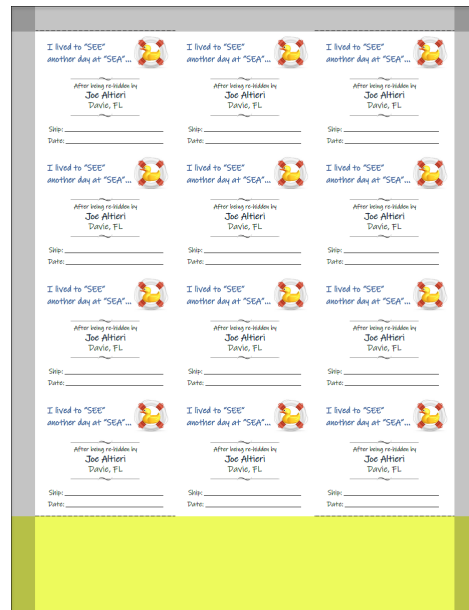 I lived to "SEE"
another day at "SEA"...
After being re-hidden by
Joe Altieri
Davie, FL
Ship:
Date:
I lived to "SEE"
another day at "SEA"...
After being re-hidden by
Joe Altieri
Davie, FL
Ship:
Date:
I lived to "SEE"
another day at "SEA"...
After being re-hidden by
Joe Altieri
Davie, FL
Ship:
Date:
I lived to "SEE"
another day at "SEA"...
After being re-hidden by
Joe Altieri
Davie, FL
Ship:
Date:
I lived to "SEE"
another day at "SEA"...
After being re-hidden by
Joe Altieri
Davie, FL
Ship:
Date:
I lived to "SEE"
another day at "SEA"...
After being re-hidden by
Joe Altieri
Davie, FL
Ship:
Date:
I lived to "SEE"
another day at "SEA"...
After being re-hidden by
Joe Altieri
Davie, FL
Ship:
Date:
I lived to "SEE"
another day at "SEA"...
After being re-hidden by
Joe Altieri
Davie, FL
Ship:
Date:
I lived to "SEE"
another day at "SEA"...
After being re-hidden by
Joe Altieri
Davie, FL
Ship:
Date:
I lived to "SEE"
another day at "SEA"...
After being re-hidden by
Joe Altieri
Davie, FL
Ship:
Date:
I lived to "SEE"
another day at "SEA"...
After being re-hidden by
Joe Altieri
Davie, FL
Ship:
Date:
I lived to "SEE"
another day at "SEA"...
After being re-hidden by
Joe Altieri
Davie, FL
Ship:
Date: